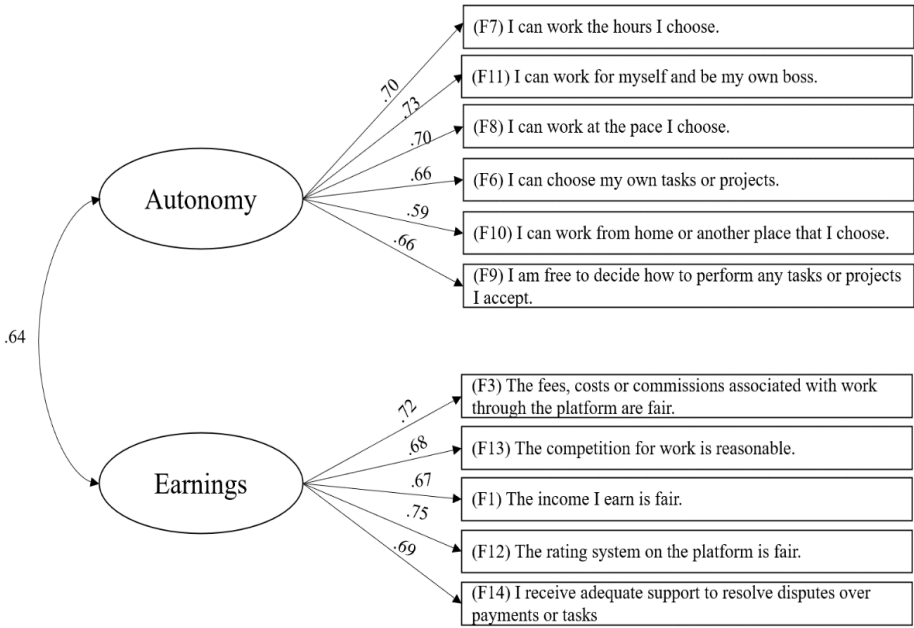 (F7) I can work the hours I choose.
.70
(F11) I can work for myself and be my own boss.
.73
(F8) I can work at the pace I choose.
.70
(F6) I can choose my own tasks or projects.
.66
Autonomy
(F10) I can work from home or another place that I choose.
.59
(F9) I am free to decide how to perform any tasks or projects
I accept.
.66
.64
(F3) The fees, costs or commissions associated with work
through the platform are fair.
.72
(F13) The competition for work is reasonable.
.68
Earnings
(F1) The income I earn is fair.
.67
(F12) The rating system on the platform is fair.
.75
(F14) I receive adequate support to resolve disputes over
payments or tasks
.69